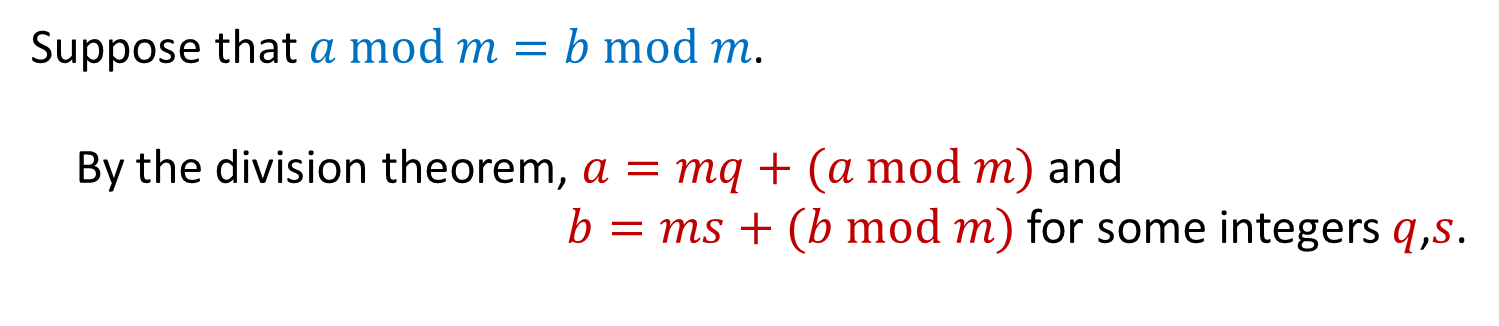 Suppose that a mod m = b mod m.
By the division theorem, a = mq + (a mod m) and
b = ms + (b mod m) for some integers q,s.